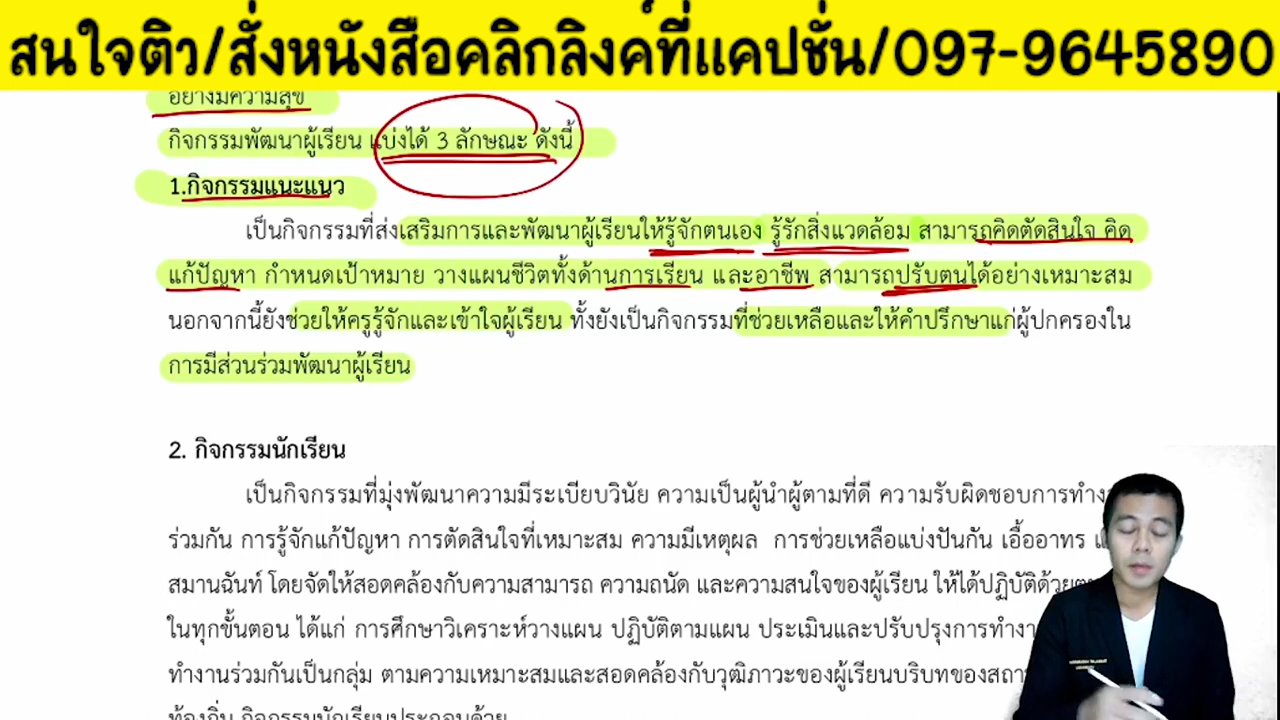 สนใจติว/สั่งหนังสือคลิกลิงค์ที่แคปชั่น/097-9645890
อย่างมีความสุข
กิจกรรมพัฒนาผู้เรียน แบ่งได้ 3 ลักษณะ ดังนี้
1.กิจกรรมแนะแนว
เป็นกิจกรรมที่ส่งเสริมการและพัฒนาผู้เรียนให้รู้จักตนเอง รู้รักสิ่งแวดล้อม สามารถคิดตัดสินใจ คิด
แก้ปัญหา กำหนดเป้าหมาย วางแผนชีวิตทั้งด้านการเรียน และอาชีพ สามารถปรับตนได้อย่างเหมาะสม
นอกจากนี้ยังช่วยให้ครูรู้จักและเข้าใจผู้เรียน ทั้งยังเป็นกิจกรรมที่ช่วยเหลือและให้คำปรึกษาแก่ผู้ปกครองใน
การมีส่วนร่วมพัฒนาผู้เรียน
2. กิจกรรมนักเรียน
เป็นกิจกรรมที่มุ่งพัฒนาความมีระเบียบวินัย ความเป็นผู้นำผู้ตามที่ดี ความรับผิดชอบการทำงา
ร่วมกัน การรู้จักแก้ปัญหา การตัดสินใจที่เหมาะสม ความมีเหตุผล การช่วยเหลือแบ่งปันกัน เอื้ออาทร
สมานฉันท์ โดยจัดให้สอดคล้องกับความสามารถ ความถนัด และความสนใจของผู้เรียน ให้ได้ปฏิบัติด้วย
ในทุกขั้นตอน ได้แก่ การศึกษาวิเคราะห์วางแผน ปฏิบัติตามแผน ประเมินและปรับปรุงการทำงา
ทำงานร่วมกันเป็นกลุ่ม ตามความเหมาะสมและสอดคล้องกับวุฒิภาวะของผู้เรียนบริบทของ
ท้องถิ่น กิจกรรมนักเรียนประกอบด้วย